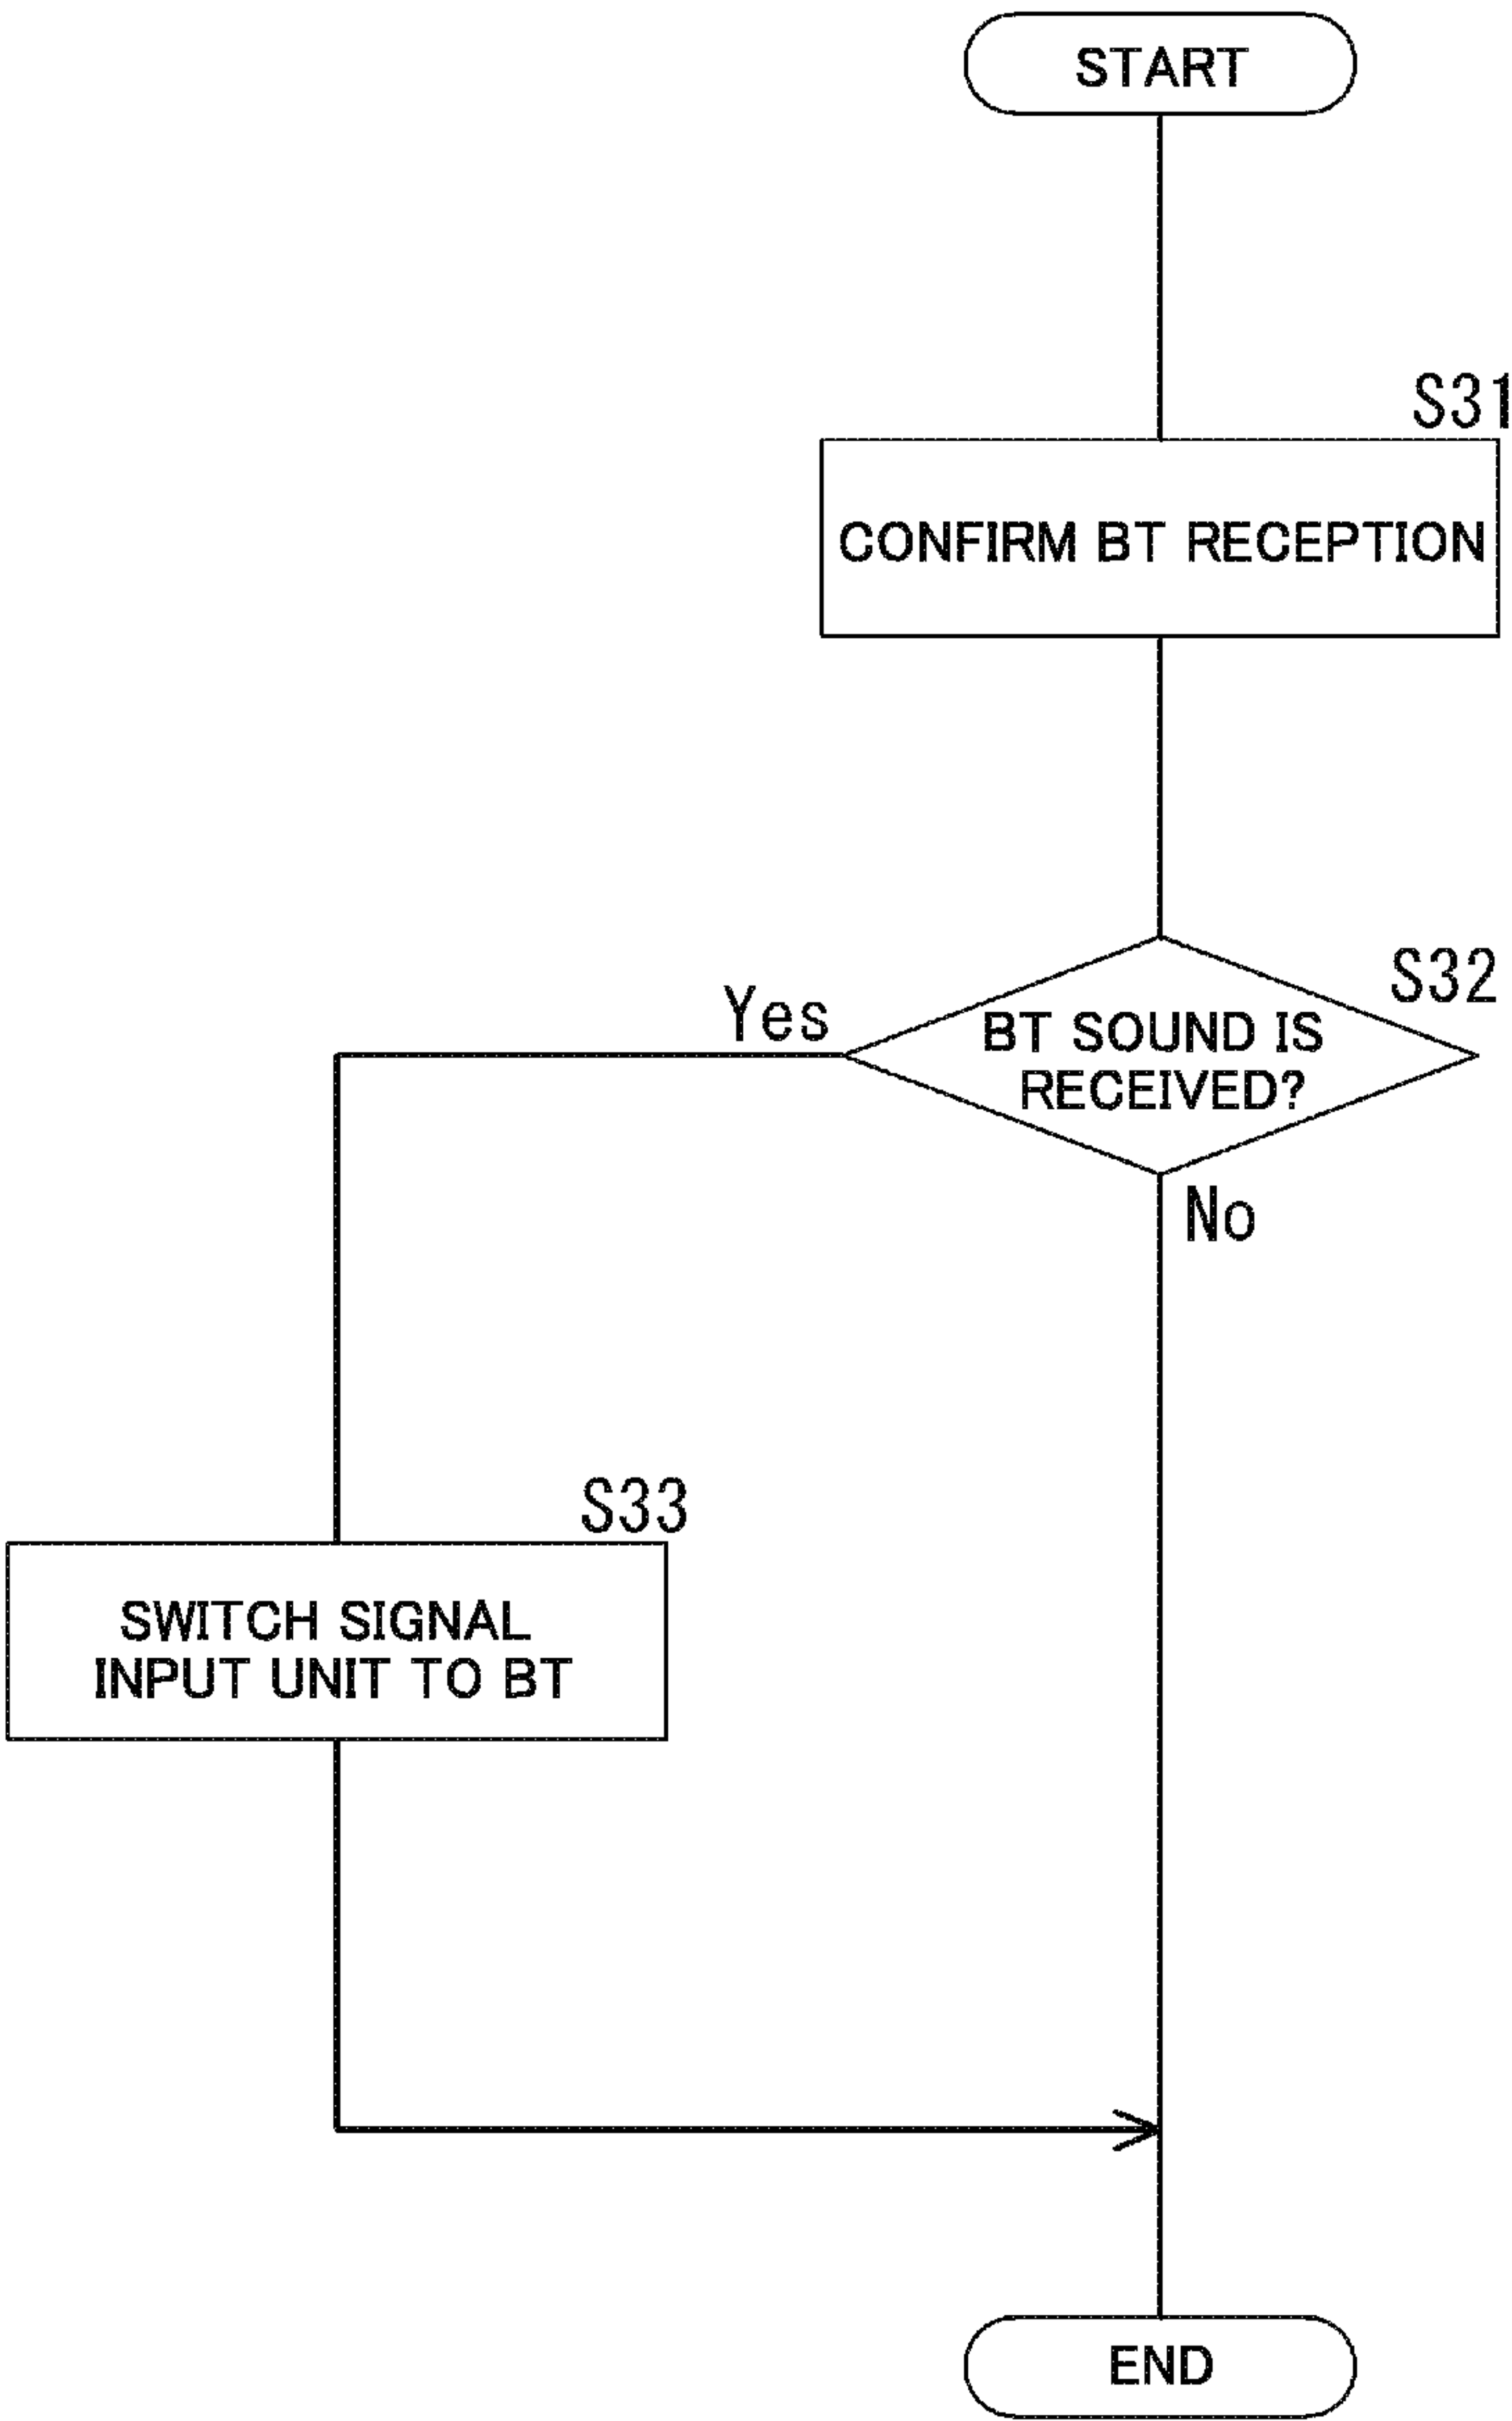 START
S31
CONFIRM BT RECEPTION
S32
Yes
BT SOUND IS
RECEIVED?
No
S33
SWITCH SIGNAL
INPUT UNIT TO BT
END